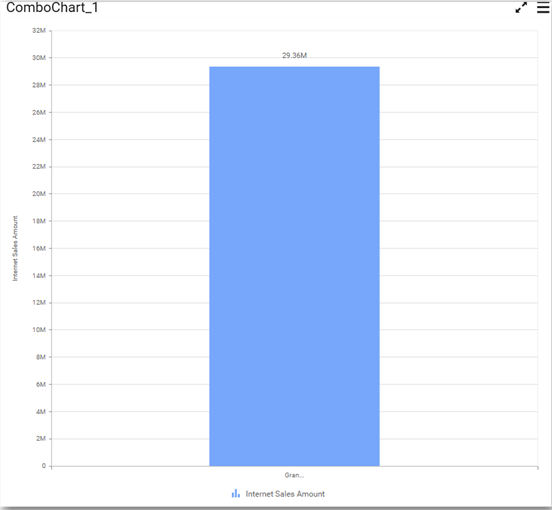 ComboChart_1
32M
30M
28M
26M
24M
22M
20M
18M
16M
14M
12M
10M
8M
6M
4M
2M
0
Internet Sales Amount
29.36M
Gran...
Internet Sales Amount